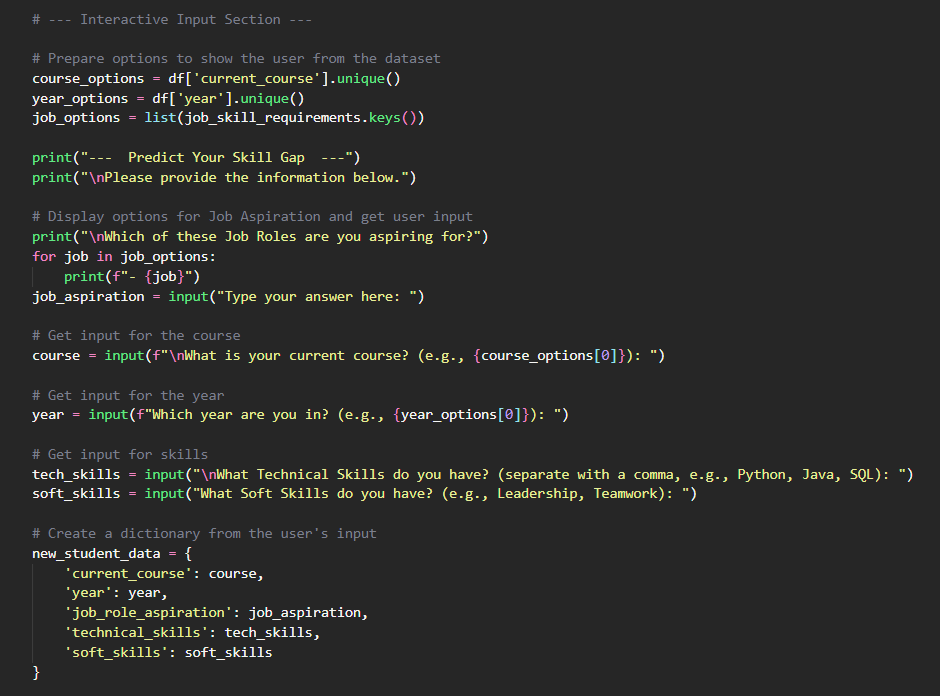 # --- Interactive Input Section ---
# Prepare options to show the user from the dataset
course_options = df['current_course'].unique()
year_options = df['year'].unique()
job_options = list(job_skill_requirements.keys())
print("---  Predict Your Skill Gap  ---")
print("\nPlease provide the information below.")
# Display options for Job Aspiration and get user input
print("\nWhich of these Job Roles are you aspiring for?")
for job in job_options:
    print(f"- {job}")
job_aspiration = input("Type your answer here: ")
# Get input for the course
course = input(f"\nWhat is your current course? (e.g., {course_options[0]}): ")
# Get input for the year
year = input(f"Which year are you in? (e.g., {year_options[0]}): ")
# Get input for skills
tech_skills = input("\nWhat Technical Skills do you have? (separate with a comma, e.g., Python, Java, SQL): ")
soft_skills = input("What Soft Skills do you have? (e.g., Leadership, Teamwork): ")
# Create a dictionary from the user's input
new_student_data = {
    'current_course': course,
    'year': year,
    'job_role_aspiration': job_aspiration,
    'technical_skills': tech_skills,
    'soft_skills': soft_skills
}